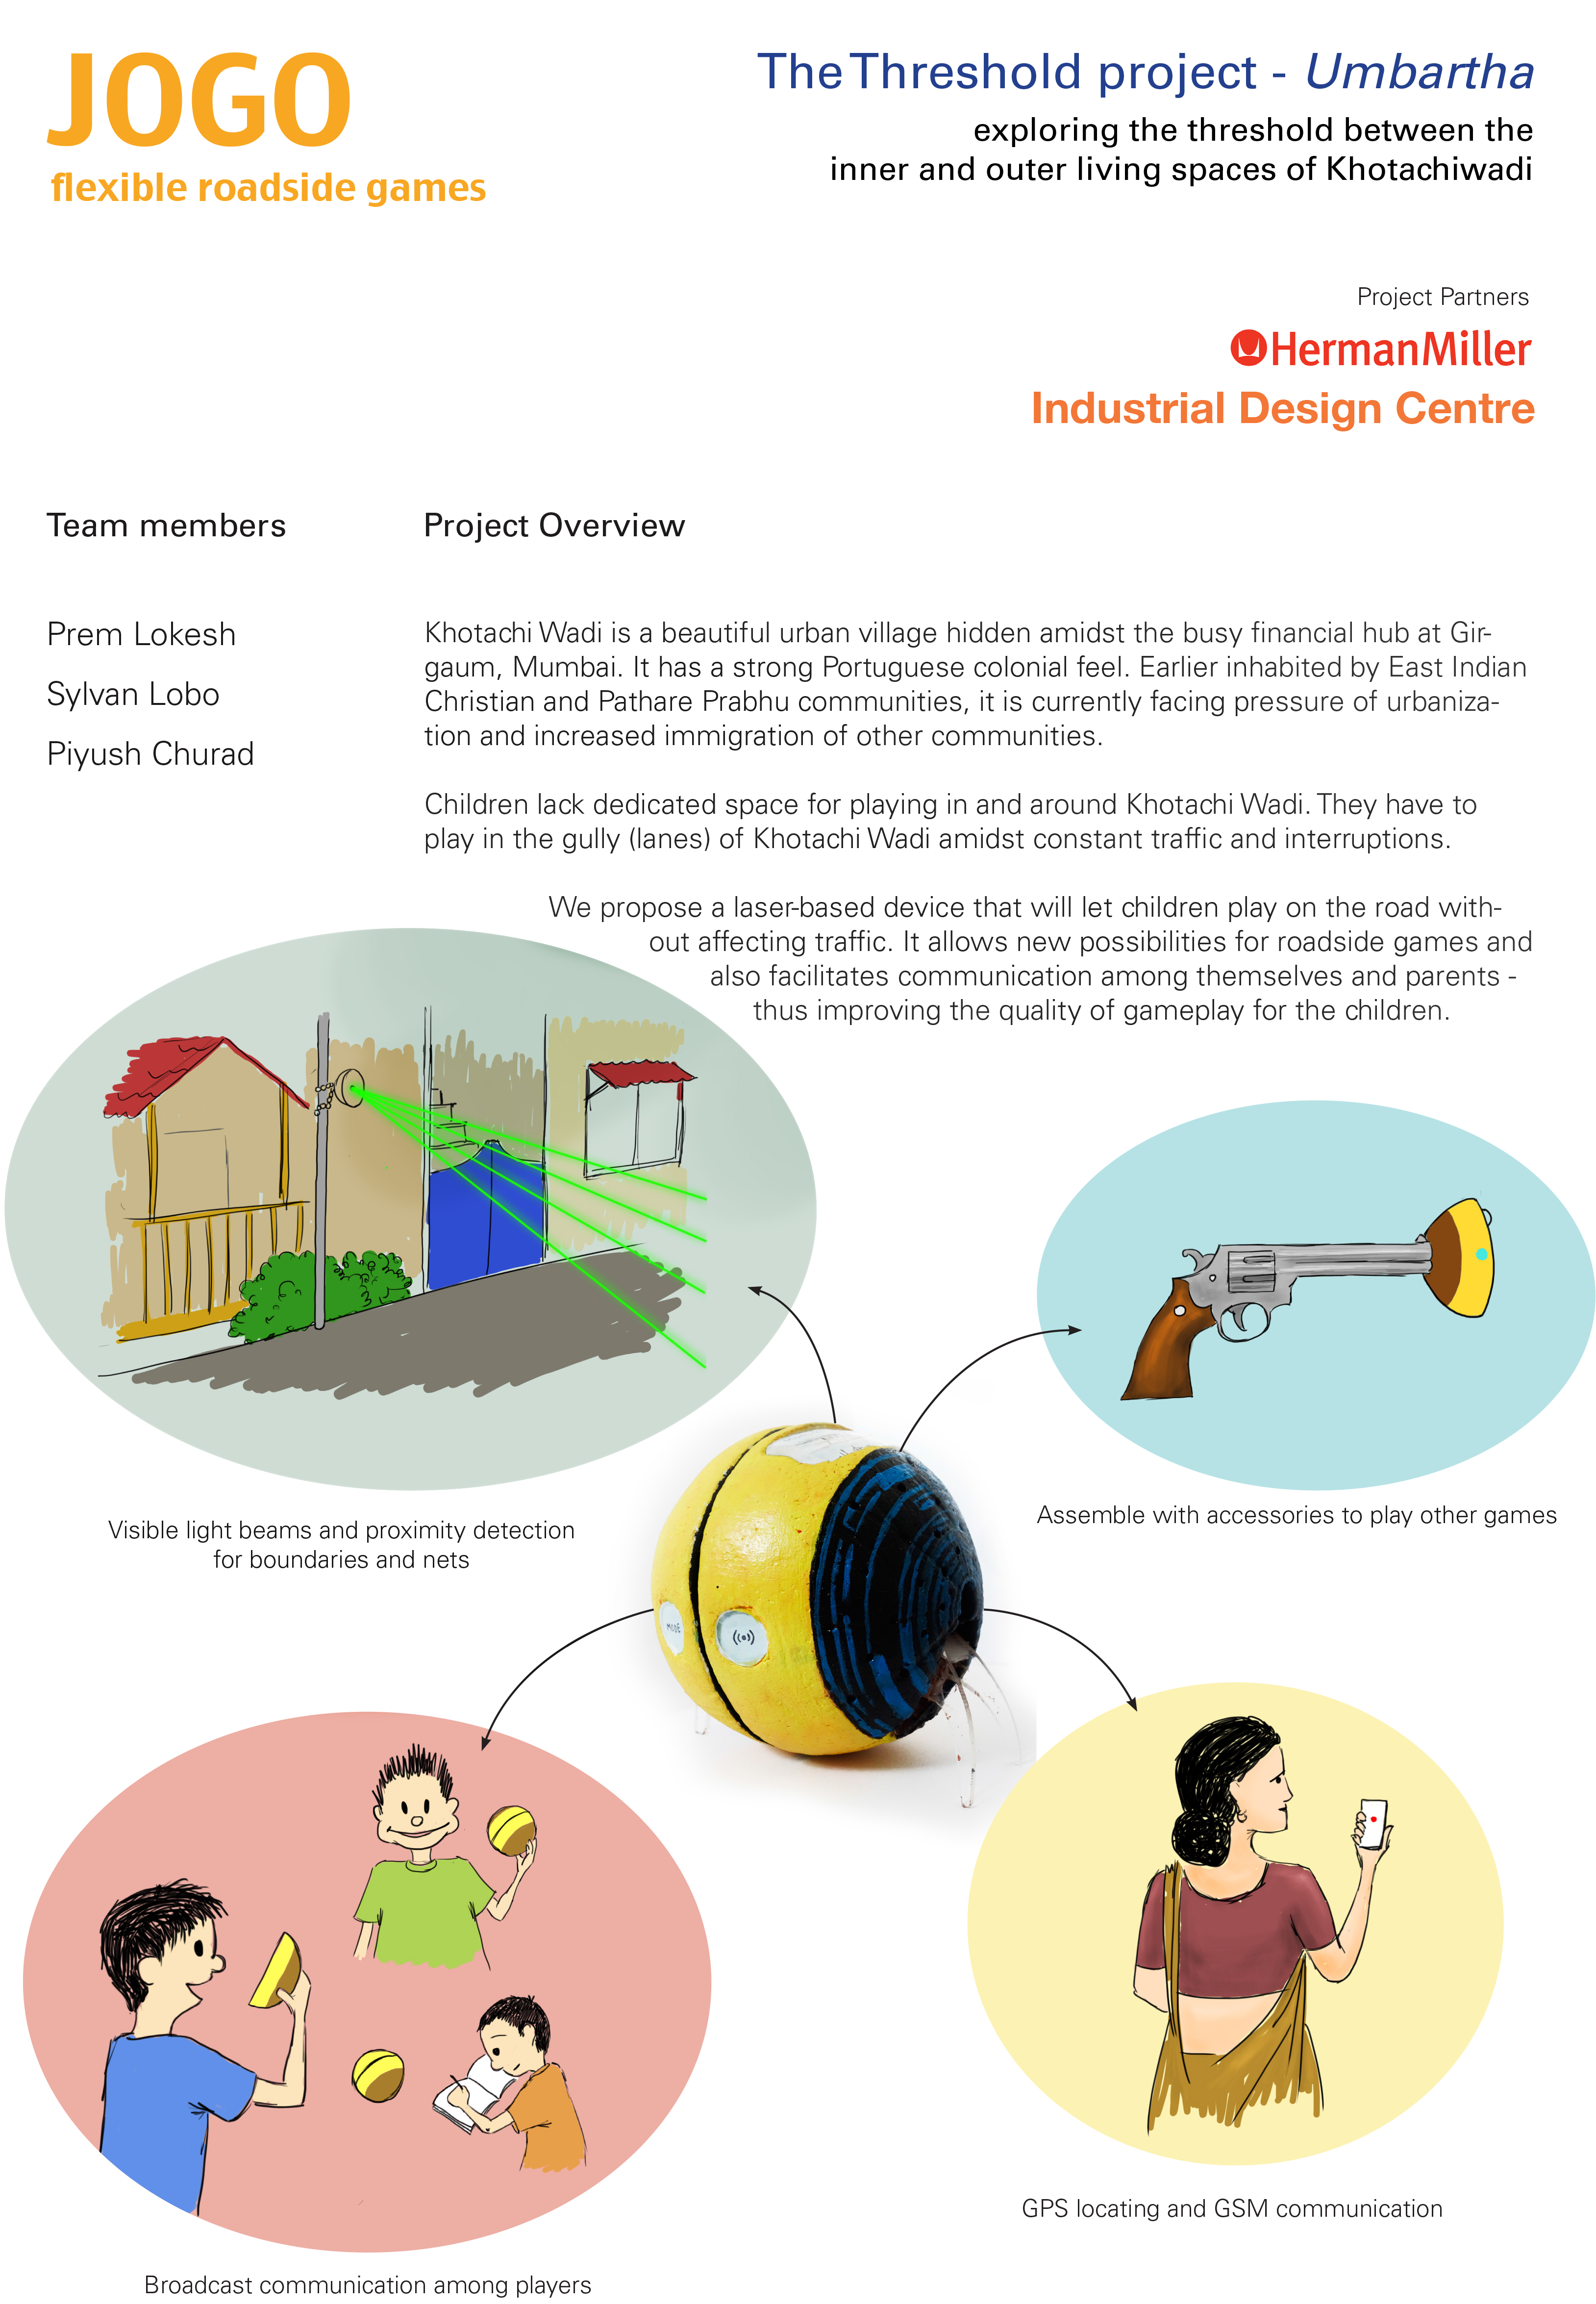 JOGO
flexible roadside games
The Threshold project - Umbartha
exploring the threshold between the
inner and outer living spaces of Khotachiwadi
Project Partners
HermanMiller
Industrial Design Centre
Team members
Prem Lokesh
Sylvan Lobo
Piyush Churad
Project Overview
Khotachi Wadi is a beautiful urban village hidden amidst the busy financial hub at Gir-
gaum, Mumbai. It has a strong Portuguese colonial feel. Earlier inhabited by East Indian
Christian and Pathare Prabhu communities, it is currently facing pressure of urbaniza-
tion and increased immigration of other communities.
Children lack dedicated space for playing in and around Khotachi Wadi. They have to
play in the gully (lanes) of Khotachi Wadi amidst constant traffic and interruptions.
We propose a laser-based device that will let children play on the road with-
out affecting traffic. It allows new possibilities for roadside games and
also facilitates communication among themselves and parents -
thus improving the quality of gameplay for the children.
Visible light beams and proximity detection
for boundaries and nets
Assemble with accessories to play other games
MODE
Broadcast communication among players
GPS locating and GSM communication